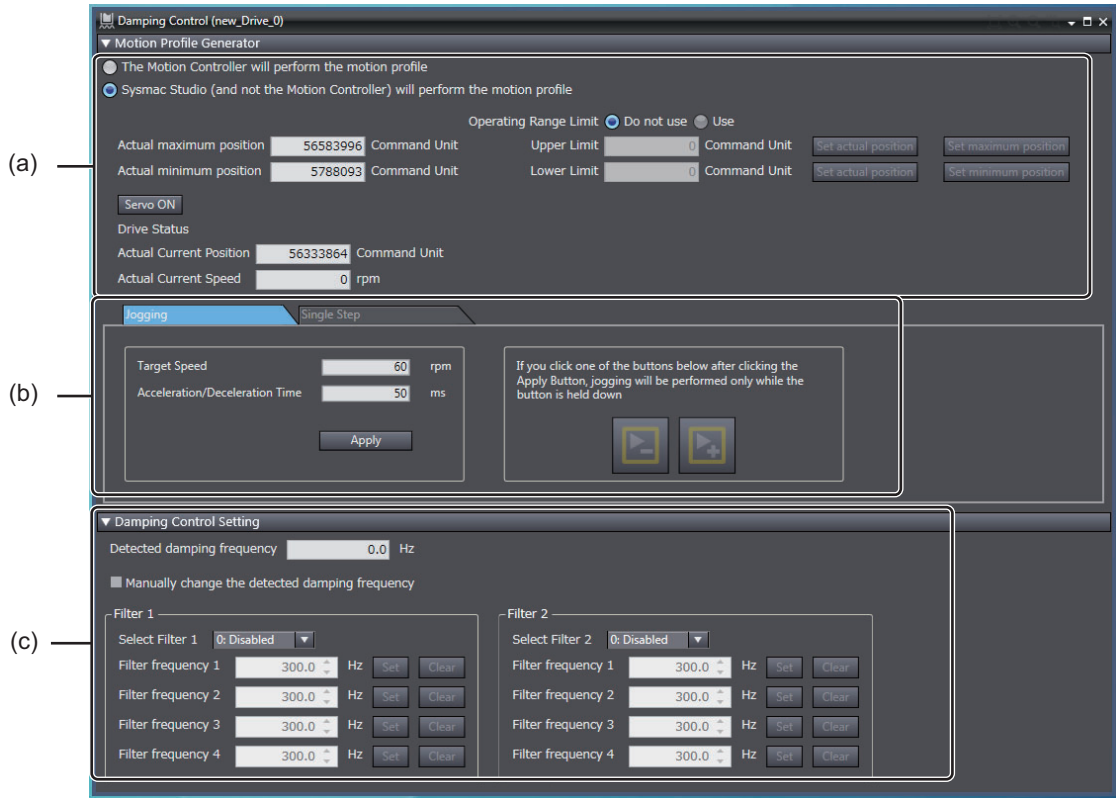 Damping Control (new_Drive_0)
Motion Profile Generator
The Motion Controller will perform the motion profile
Sysmac Studio (and not the Motion Controller) will perform the motion profile
Operating Range Limit Do not use Use
(a)
Actual maximum position 56583996 Command Unit Upper Limit 0 Command Unit Set actual position Set maximum position
Actual minimum position 5788093 Command Unit Lower Limit 0 Command Unit Set actual position Set minimum position
Servo ON
Drive Status
Actual Current Position 56333864 Command Unit
Actual Current Speed 0 rpm
(b)
Jogging Single Step
Target Speed 60 rpm
Acceleration/Deceleration Time 50 ms
Apply
If you click one of the buttons below after clicking the
Apply Button, jogging will be performed only while the
button is held down
(c)
Damping Control Setting
Detected damping frequency 0.0 Hz
Manually change the detected damping frequency
Filter 1
Select Filter 1 0: Disabled
Filter frequency 1 300.0 Hz Set Clear
Filter frequency 2 300.0 Hz Set Clear
Filter frequency 3 300.0 Hz Set Clear
Filter frequency 4 300.0 Hz Set Clear
Filter 2
Select Filter 2 0: Disabled
Filter frequency 1 300.0 Hz Set Clear
Filter frequency 2 300.0 Hz Set Clear
Filter frequency 3 300.0 Hz Set Clear
Filter frequency 4 300.0 Hz Set Clear